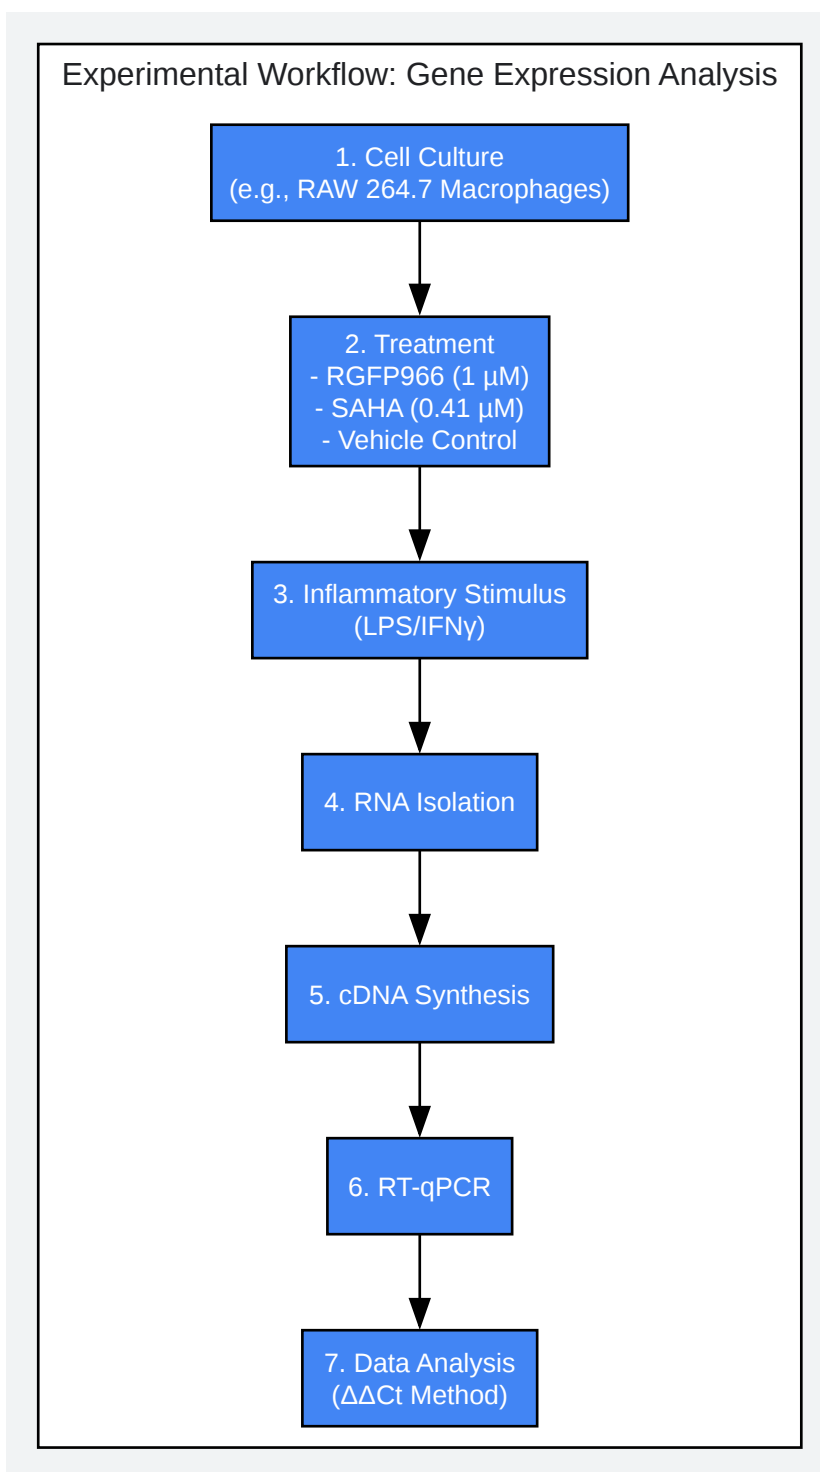 Experimental Workflow: Gene Expression Analysis
1. Cell Culture
(e.g., RAW 264.7 Macrophages)
2. Treatment
- RGFP966 (1 µM)
- SAHA (0.41 µM)
- Vehicle Control
3. Inflammatory Stimulus
(LPS/IFNγ)
4. RNA Isolation
5. cDNA Synthesis
6. RT-qPCR
7. Data Analysis
(ΔΔCt Method)